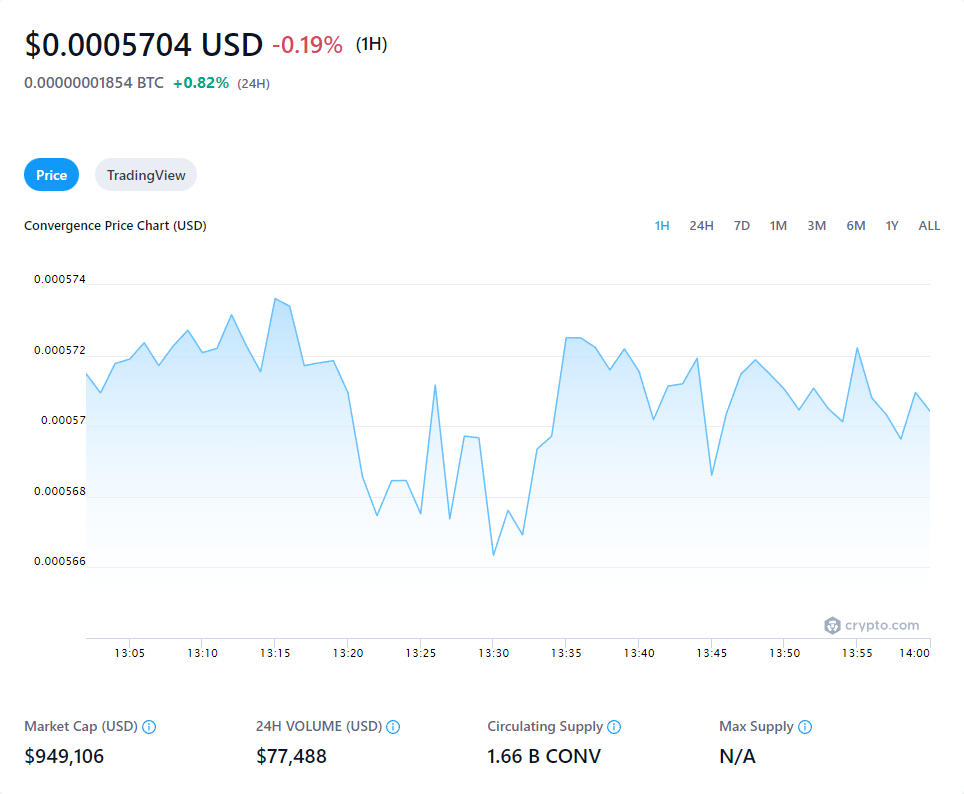 $0.0005704 USD -0.19% (1H)
0.00000001854 BTC +0.82% (24H)
Price TradingView
Convergence Price Chart (USD) 1H 24H 7D 1M 3M 6M 1Y ALL
0.000574
0.000572
0.00057
0.000568
0.000566
crypto.com
13:05 13:10 13:15 13:20 13:25 13:30 13:35 13:40 13:45 13:50 13:55 14:00
Market Cap (USD) 24H VOLUME (USD) Circulating Supply Max Supply
$949,106 $77,488 1.66 B CONV N/A